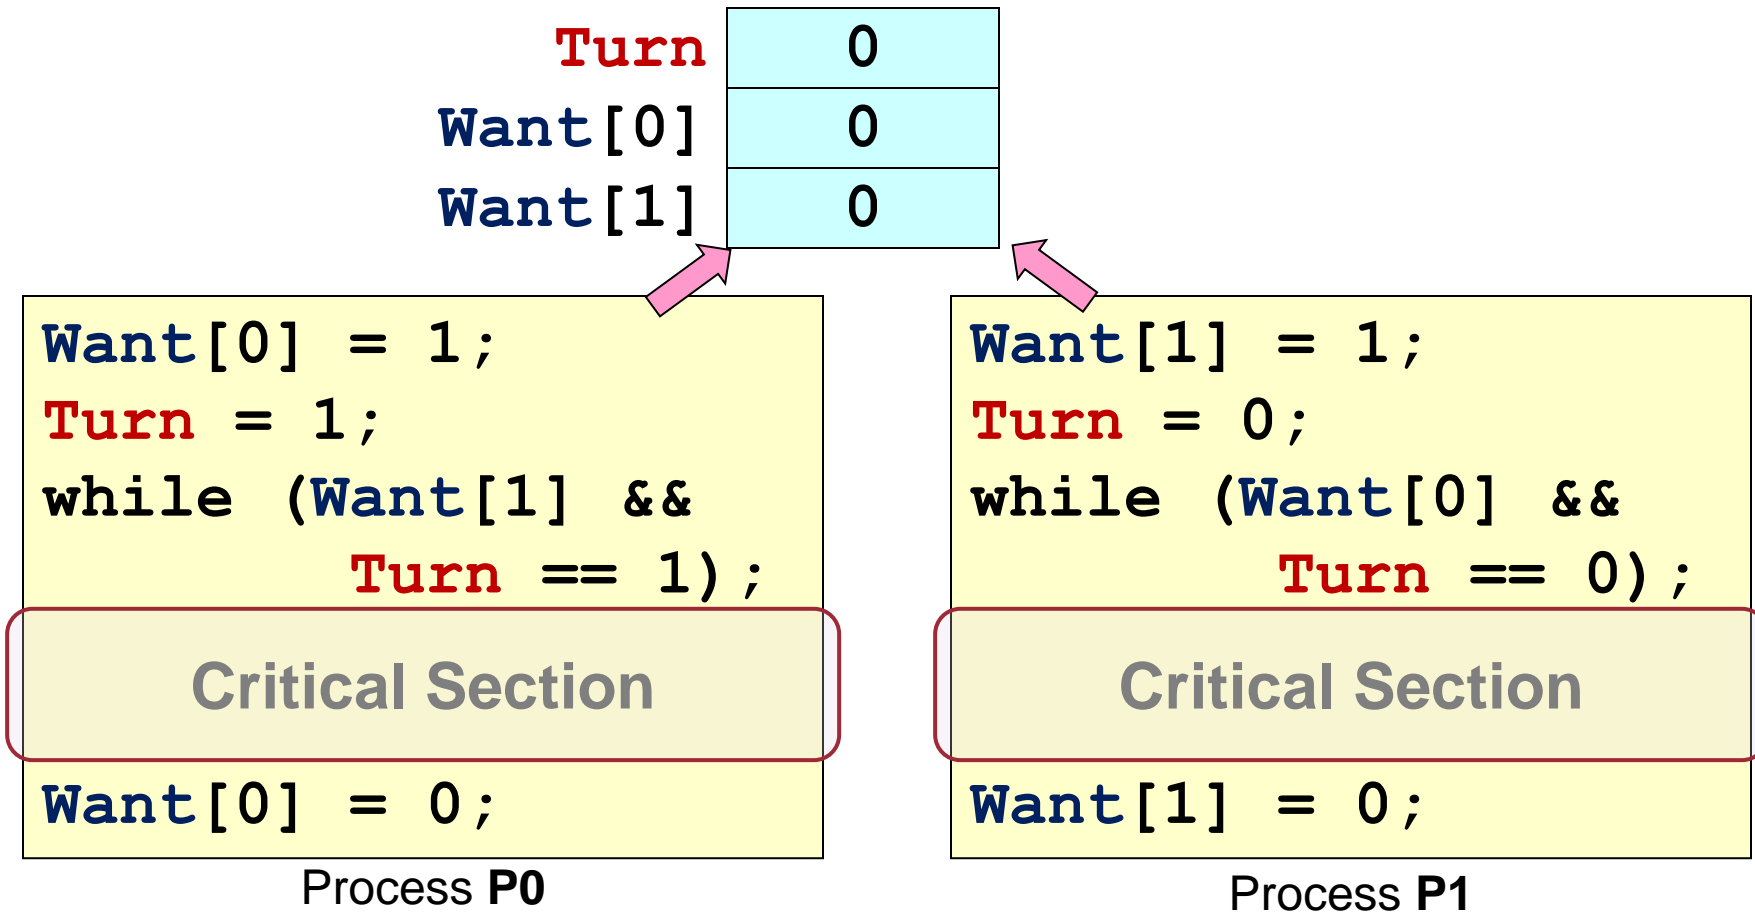 Turn 0
Want[0] 0
Want[1] 0
Want[0] = 1;
Turn = 1;
while (Want[1] &&
Turn == 1);
Critical Section
Want[0] = 0;
Process P0
Want[1] = 1;
Turn = 0;
while (Want[0] &&
Turn == 0);
Critical Section
Want[1] = 0;
Process P1